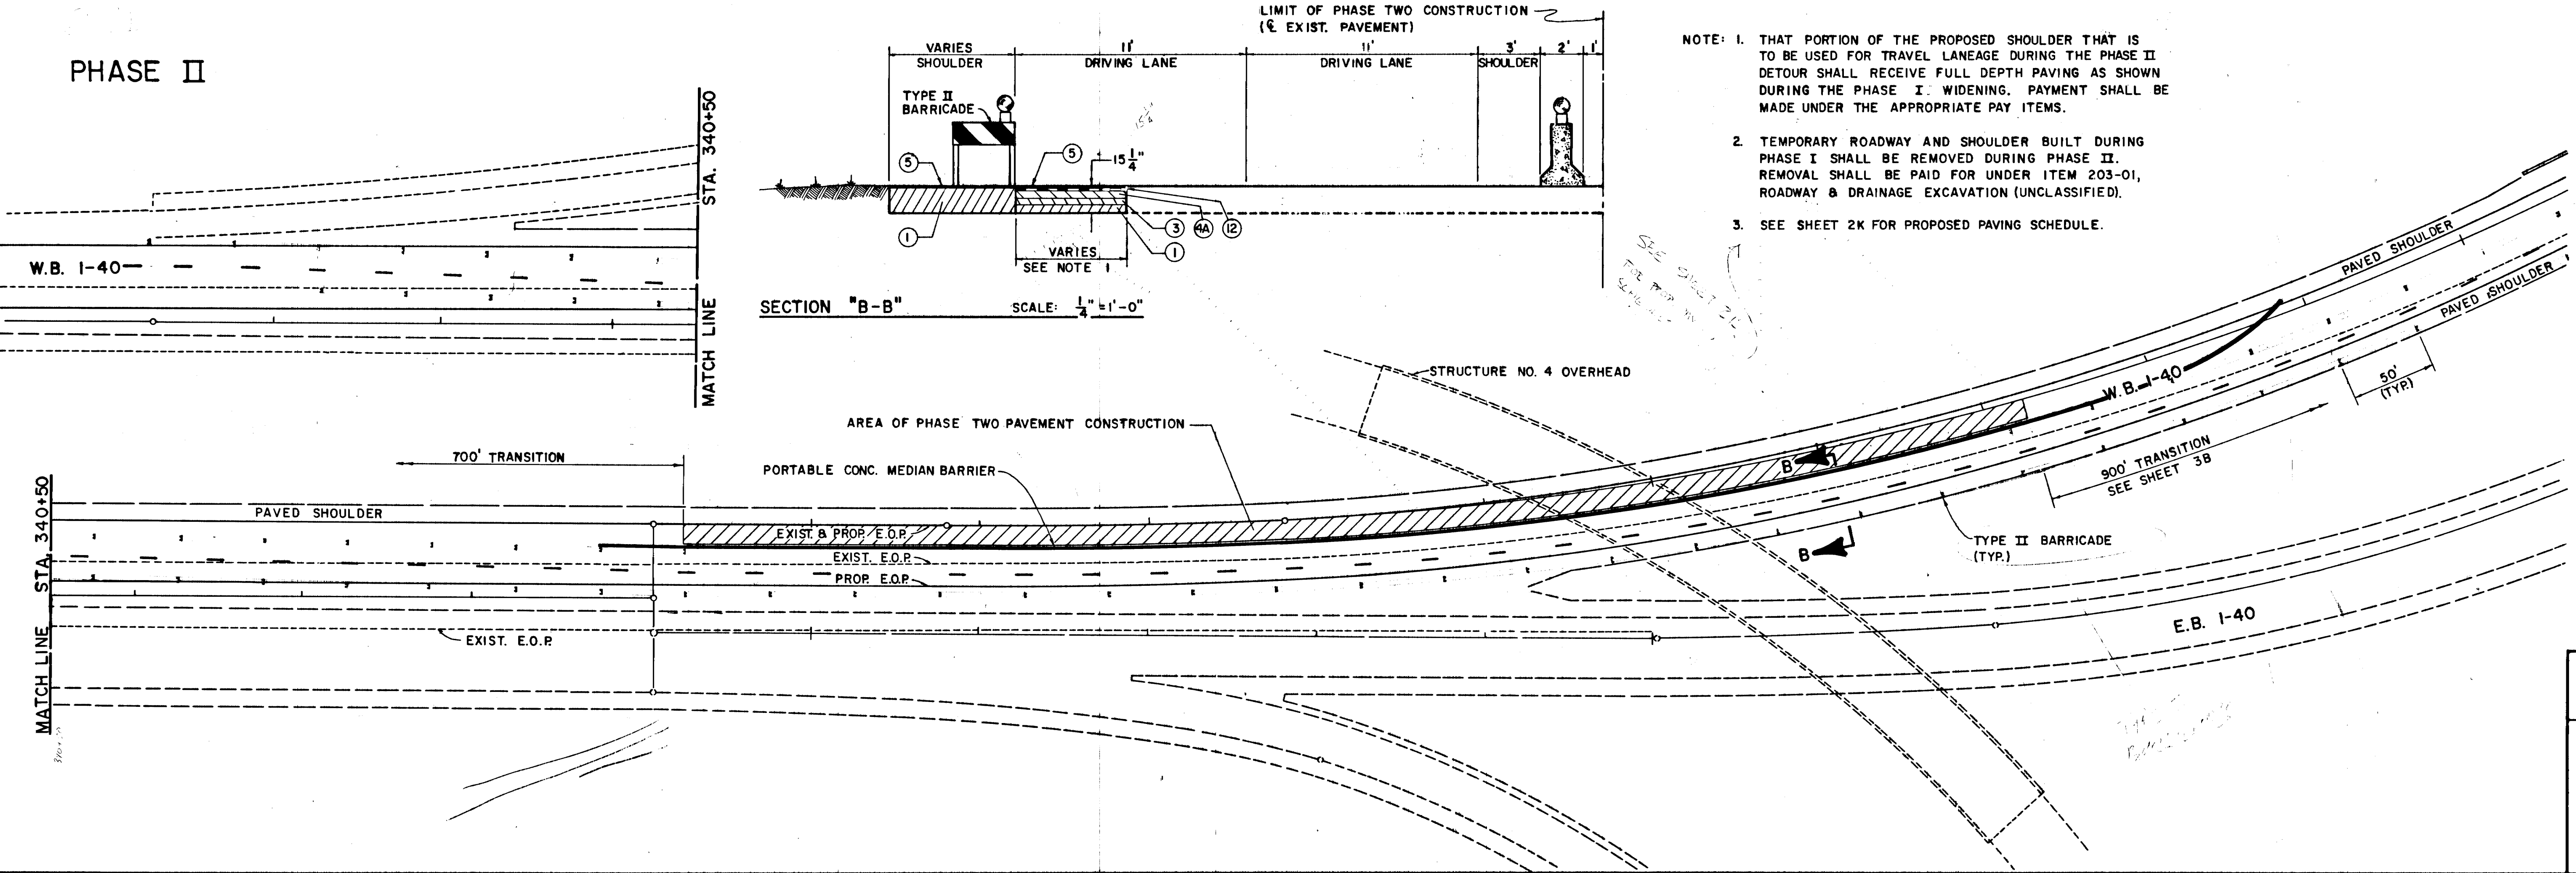 PHASE II
LIMIT OF PHASE TWO CONSTRUCTION
(℄ EXIST. PAVEMENT)
VARIES
SHOULDER
11'
DRIVING LANE
11'
DRIVING LANE
3'
SHOULDER
2'
1'
TYPE II
BARRICADE
5
5
15 1/4"
1
3
4A
12
1
VARIES
SEE NOTE 1
SECTION "B-B"
SCALE: 1/4" = 1'-0"
NOTE: 1. THAT PORTION OF THE PROPOSED SHOULDER THAT IS
TO BE USED FOR TRAVEL LANEAGE DURING THE PHASE II
DETOUR SHALL RECEIVE FULL DEPTH PAVING AS SHOWN
DURING THE PHASE I. WIDENING. PAYMENT SHALL BE
MADE UNDER THE APPROPRIATE PAY ITEMS.
2. TEMPORARY ROADWAY AND SHOULDER BUILT DURING
PHASE I SHALL BE REMOVED DURING PHASE II.
REMOVAL SHALL BE PAID FOR UNDER ITEM 203-01,
ROADWAY & DRAINAGE EXCAVATION (UNCLASSIFIED).
3. SEE SHEET 2K FOR PROPOSED PAVING SCHEDULE.
W.B. I-40
MATCH LINE STA. 340+50
STRUCTURE NO. 4 OVERHEAD
AREA OF PHASE TWO PAVEMENT CONSTRUCTION
700' TRANSITION
PORTABLE CONC. MEDIAN BARRIER
PAVED SHOULDER
PAVED SHOULDER
W.B. I-40
50'
(TYP.)
900' TRANSITION
SEE SHEET 3B
B
B
TYPE II BARRICADE
(TYP.)
MATCH LINE STA. 340+50
PAVED SHOULDER
EXIST. & PROP. E.O.P.
EXIST. E.O.P.
PROP. E.O.P.
EXIST. E.O.P.
E.B. I-40